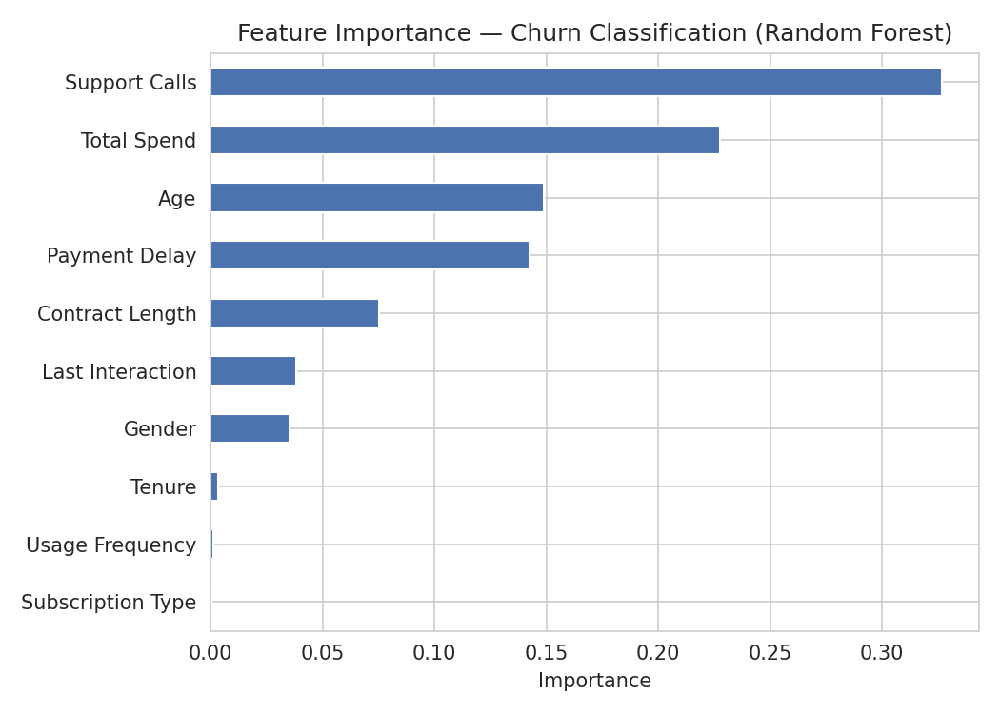 Feature Importance — Churn Classification (Random Forest)
Support Calls
Total Spend
Age
Payment Delay
Contract Length
Last Interaction
Gender
Tenure
Usage Frequency
Subscription Type
0.00 0.05 0.10 0.15 0.20 0.25 0.30
Importance